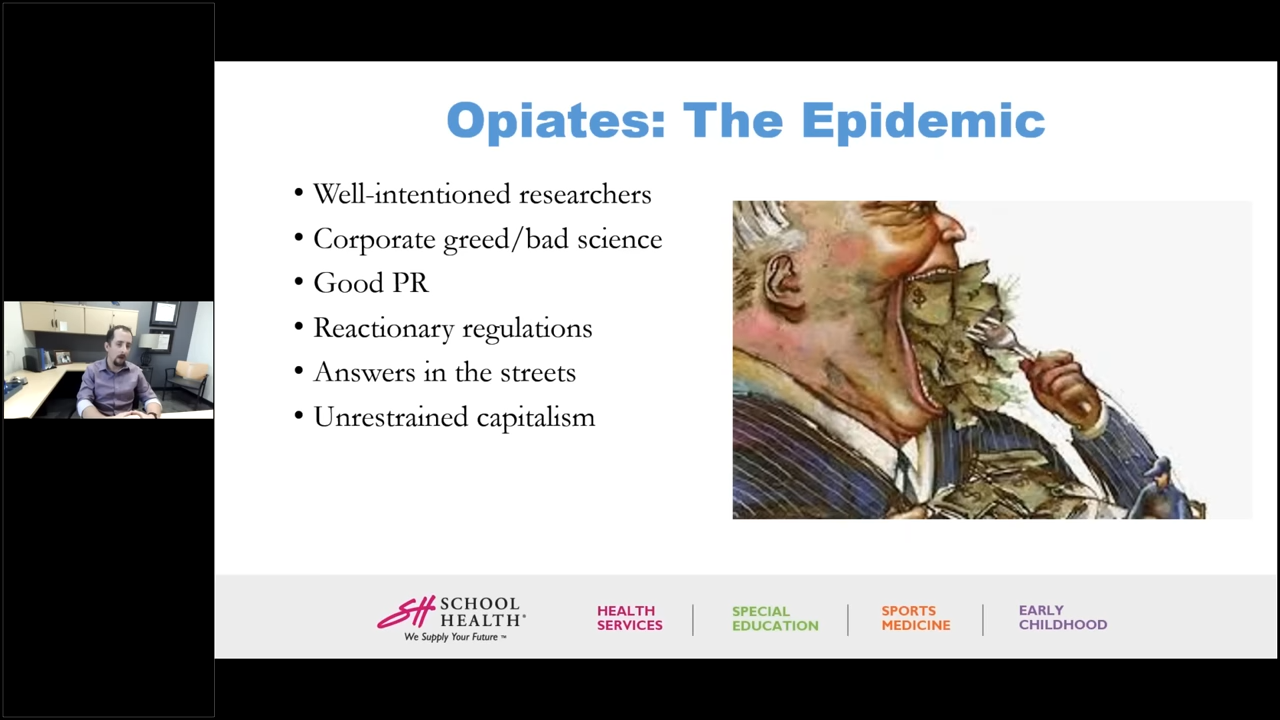 Opiates: The Epidemic
• Well-intentioned researchers
• Corporate greed/bad science
• Good PR
• Reactionary regulations
• Answers in the streets
• Unrestrained capitalism
SH SCHOOL
HEALTH®
We Supply Your Future ™
HEALTH
SERVICES
SPECIAL
EDUCATION
SPORTS
MEDICINE
EARLY
CHILDHOOD